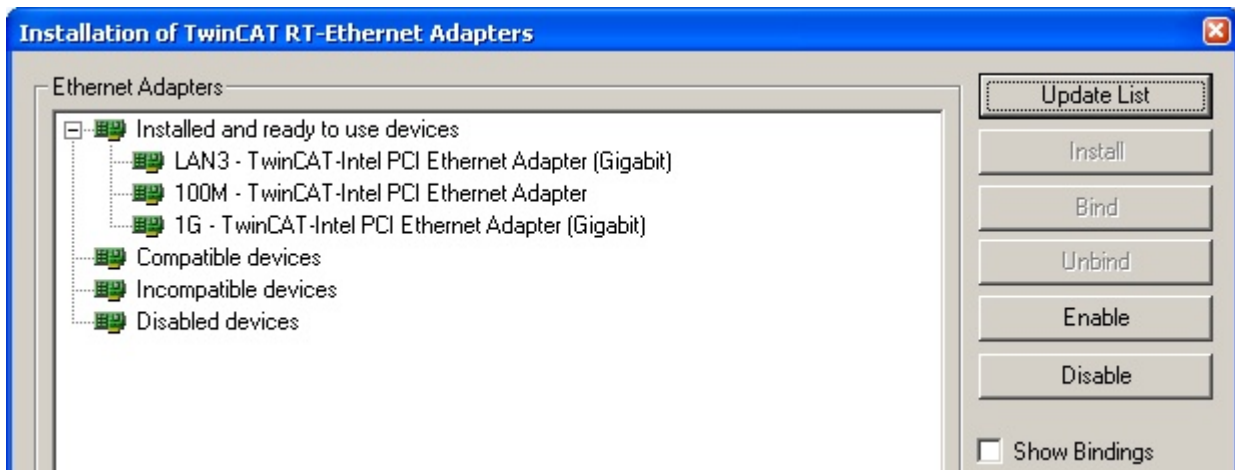 Installation of TwinCAT RT-Ethernet Adapters
Ethernet Adapters
Installed and ready to use devices
LAN3 - TwinCAT-Intel PCI Ethernet Adapter (Gigabit)
100M - TwinCAT-Intel PCI Ethernet Adapter
1G - TwinCAT-Intel PCI Ethernet Adapter (Gigabit)
Compatible devices
Incompatible devices
Disabled devices
Update List
Install
Bind
Unbind
Enable
Disable
Show Bindings